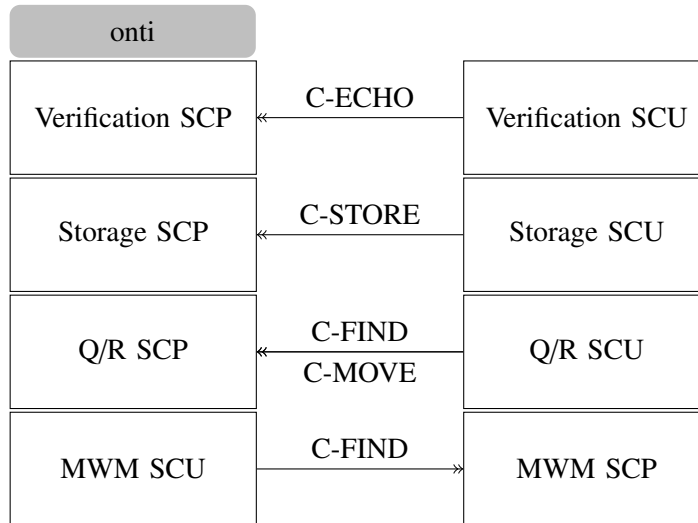 onti
Verification SCP
C-ECHO
Verification SCU
Storage SCP
C-STORE
Storage SCU
Q/R SCP
C-FIND
C-MOVE
Q/R SCU
MWM SCU
C-FIND
MWM SCP